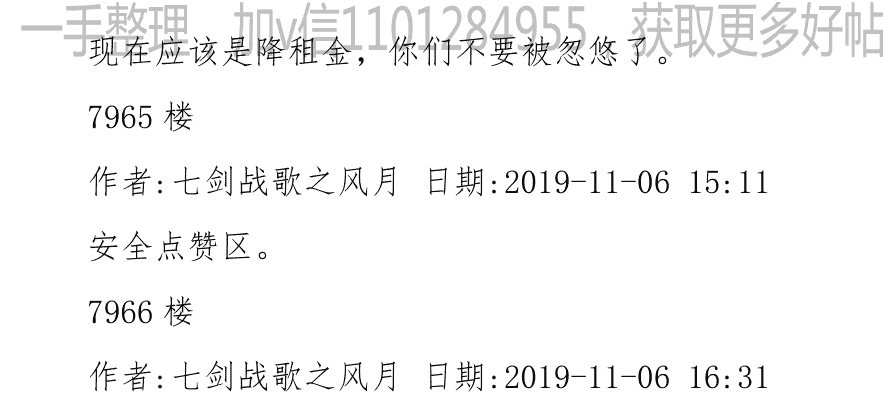 一手整理，加v信1101284955，获取更多好帖
现在应该是降租金，你们不要被忽悠了。
7965 楼
作者:七剑战歌之风月 日期:2019-11-06 15:11
安全点赞区。
7966 楼
作者:七剑战歌之风月 日期:2019-11-06 16:31